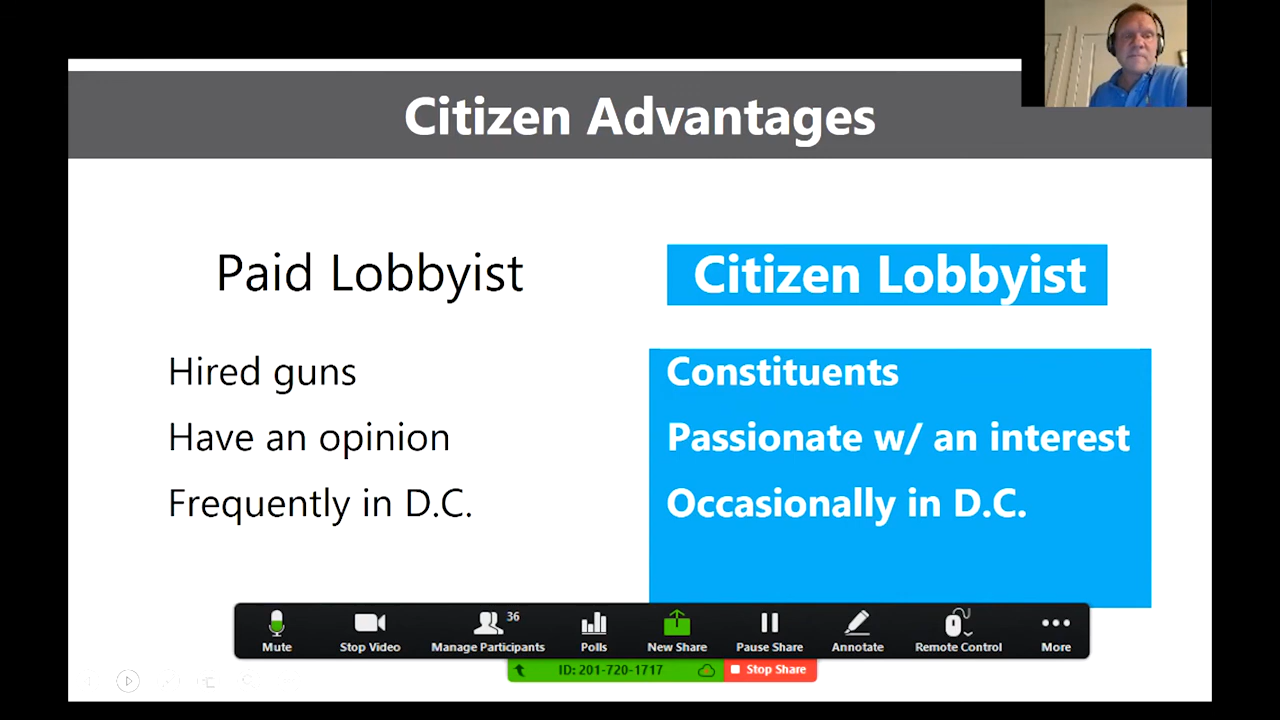 Citizen Advantages
Paid Lobbyist
Citizen Lobbyist
Hired guns
Constituents
Have an opinion
Passionate w/ an interest
Frequently in D.C.
Occasionally in D.C.
36
Mute
Stop Video
Manage Participants
Polls
New Share
Pause Share
Annotate
Remote Control
More
ID: 201-720-1717
Stop Share